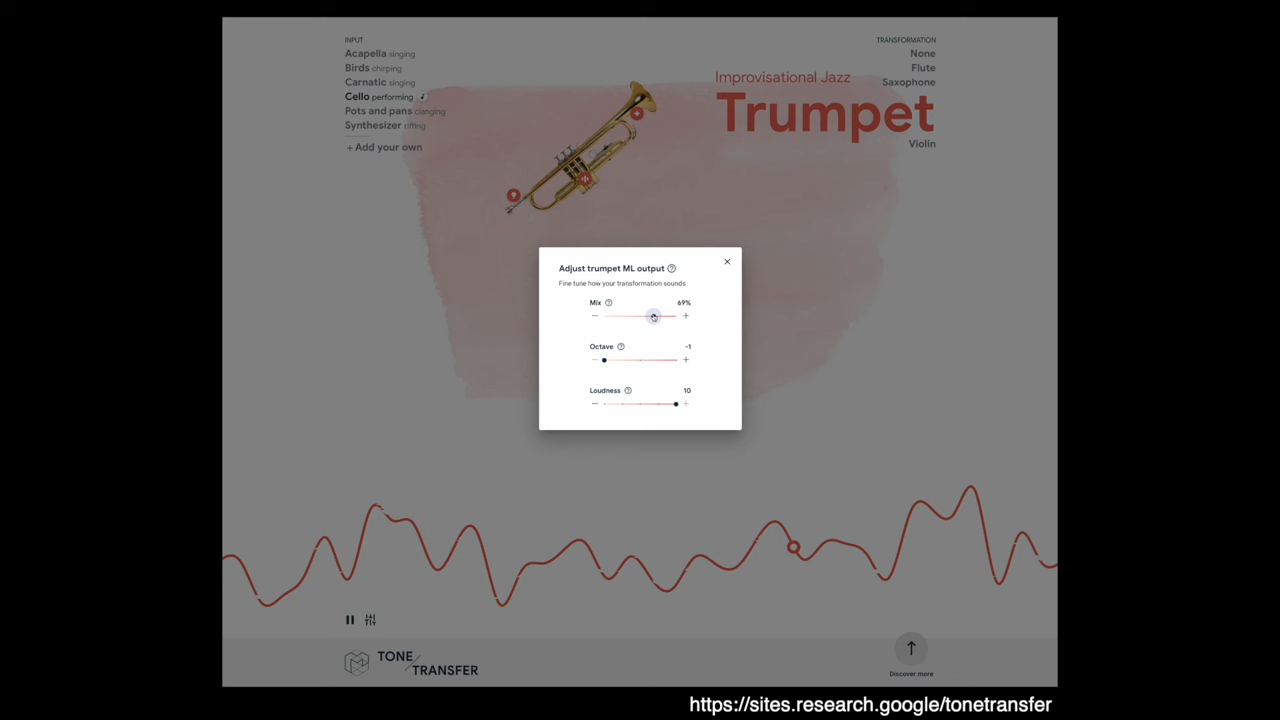 INPUT
Acapella singing
Birds chirping
Carnatic singing
Cello performing
Pots and pans clanging
Synthesizer riffing
+ Add your own
TRANSFORMATION
None
Flute
Saxophone
Improvisational Jazz
Trumpet
Violin
Adjust trumpet ML output ?
Fine tune how your transformation sounds
Mix ? 69%
Octave ? -1
Loudness ? 10
TONE
TRANSFER
Discover more
https://sites.research.google/tonetransfer